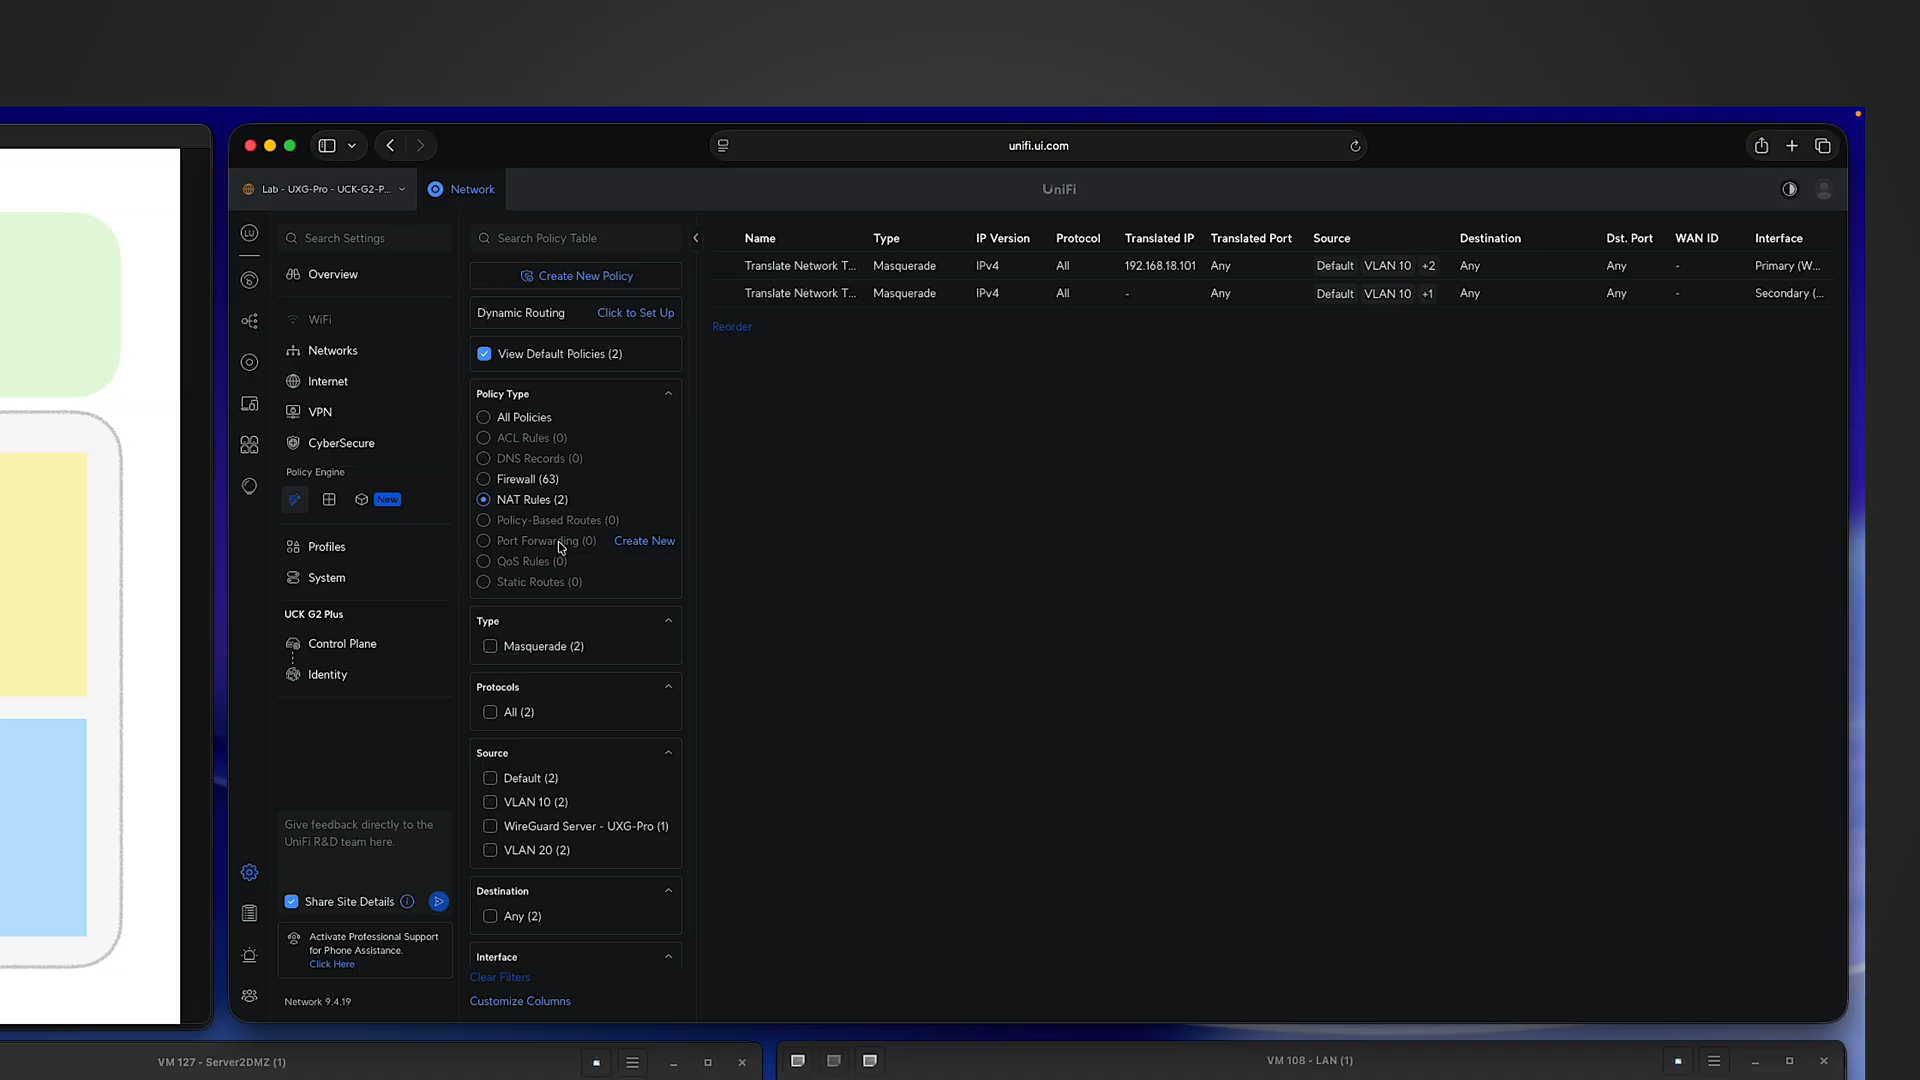 unifi.ui.com
Lab - UXG-Pro - UCK-G2-P...
Network
UniFi
Search Settings
Overview
WiFi
Networks
Internet
VPN
CyberSecure
Policy Engine
New
Profiles
System
UCK G2 Plus
Control Plane
Identity
Give feedback directly to the
UniFi R&D team here.
Share Site Details
Activate Professional Support
for Phone Assistance.
Click Here
Network 9.4.19
Search Policy Table
Create New Policy
Dynamic Routing Click to Set Up
View Default Policies (2)
Policy Type
All Policies
ACL Rules (0)
DNS Records (0)
Firewall (63)
NAT Rules (2)
Policy-Based Routes (0)
Port Forwarding (0) Create New
QoS Rules (0)
Static Routes (0)
Type
Masquerade (2)
Protocols
All (2)
Source
Default (2)
VLAN 10 (2)
WireGuard Server - UXG-Pro (1)
VLAN 20 (2)
Destination
Any (2)
Interface
Clear Filters
Customize Columns
Name Type IP Version Protocol Translated IP Translated Port Source Destination Dst. Port WAN ID Interface
Translate Network T... Masquerade IPv4 All 192.168.18.101 Any Default VLAN 10 +2 Any Any - Primary (W...
Translate Network T... Masquerade IPv4 All - Any Default VLAN 10 +1 Any Any - Secondary (...
Reorder
VM 127 - Server2DMZ (1)
VM 108 - LAN (1)
LU